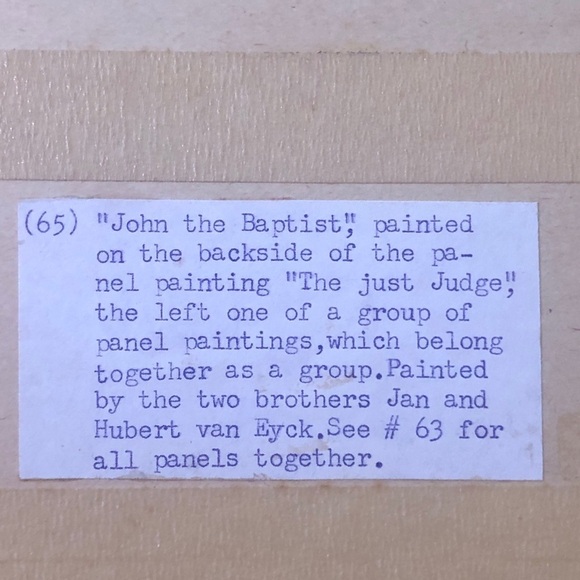 (65) "John the Baptist", painted
on the backside of the pa-
nel painting "The just Judge",
the left one of a group of
panel paintings,which belong
together as a group.Painted
by the two brothers Jan and
Hubert van Eyck.See # 63 for
all panels together.